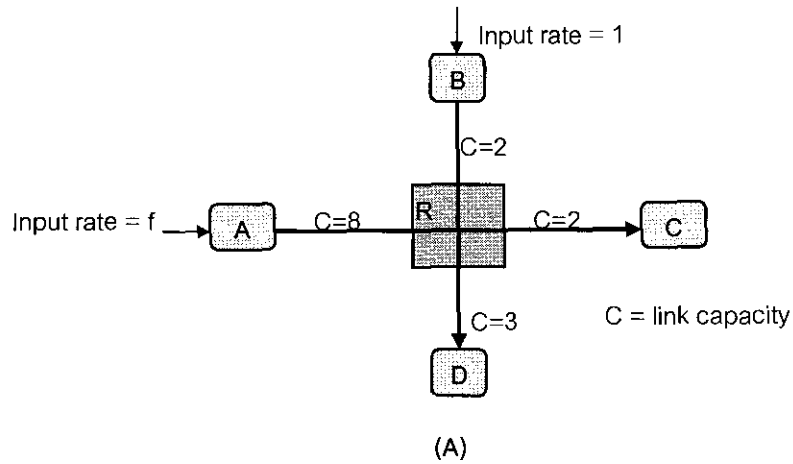 Input rate = 1
B
C=2
Input rate = f
A
C=8
R
C=2
C
C=3
C = link capacity
D
(A)